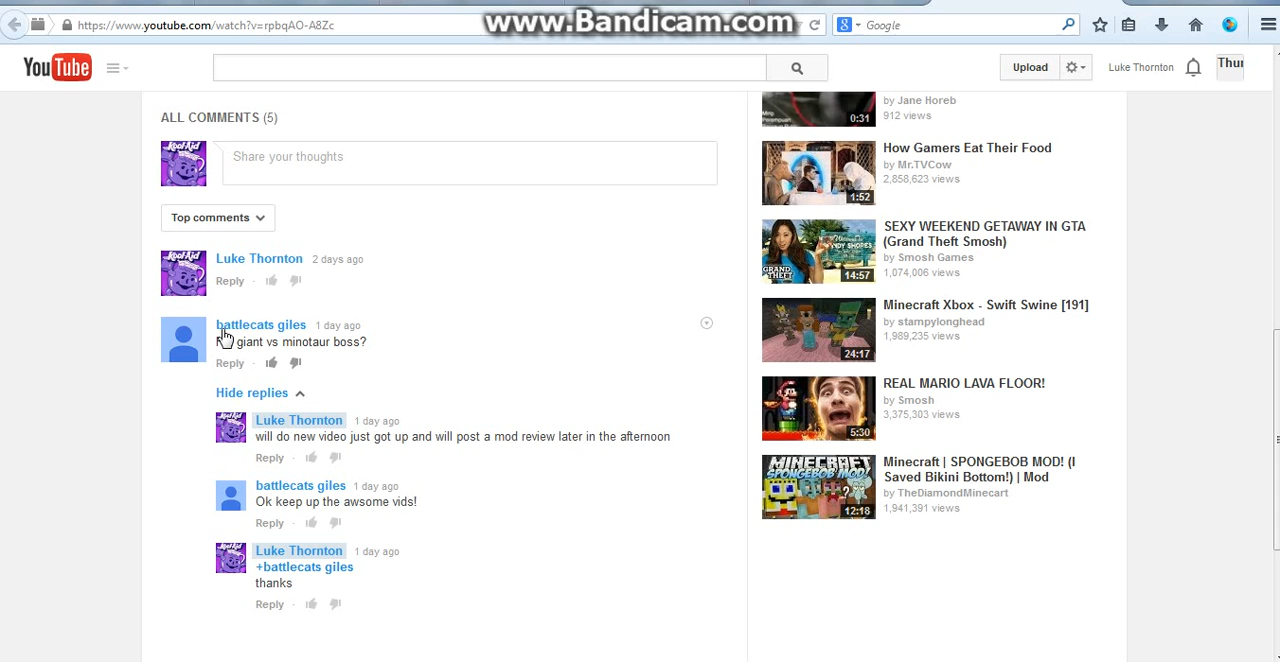 https://www.youtube.com/watch?v=rpbqAO-A8Zc
www.Bandicam.com
Google
YouTube
Upload
Luke Thornton
Thur
ALL COMMENTS (5)
Share your thoughts
Top comments
Luke Thornton 2 days ago
Reply
battlecats giles 1 day ago
giant vs minotaur boss?
Reply
Hide replies
Luke Thornton 1 day ago
will do new video just got up and will post a mod review later in the afternoon
Reply
battlecats giles 1 day ago
Ok keep up the awsome vids!
Reply
Luke Thornton 1 day ago
+battlecats giles
thanks
Reply
by Jane Horeb
912 views
0:31
How Gamers Eat Their Food
by Mr.TVCow
2,858,623 views
1:52
SEXY WEEKEND GETAWAY IN GTA
(Grand Theft Smosh)
by Smosh Games
1,074,006 views
14:57
Minecraft Xbox - Swift Swine [191]
by stampylonghead
1,989,235 views
24:17
REAL MARIO LAVA FLOOR!
by Smosh
3,375,303 views
5:30
Minecraft | SPONGEBOB MOD! (I
Saved Bikini Bottom!) | Mod
by TheDiamondMinecart
1,941,391 views
MINECRAFT
SPONGEBOB MOD!
12:18